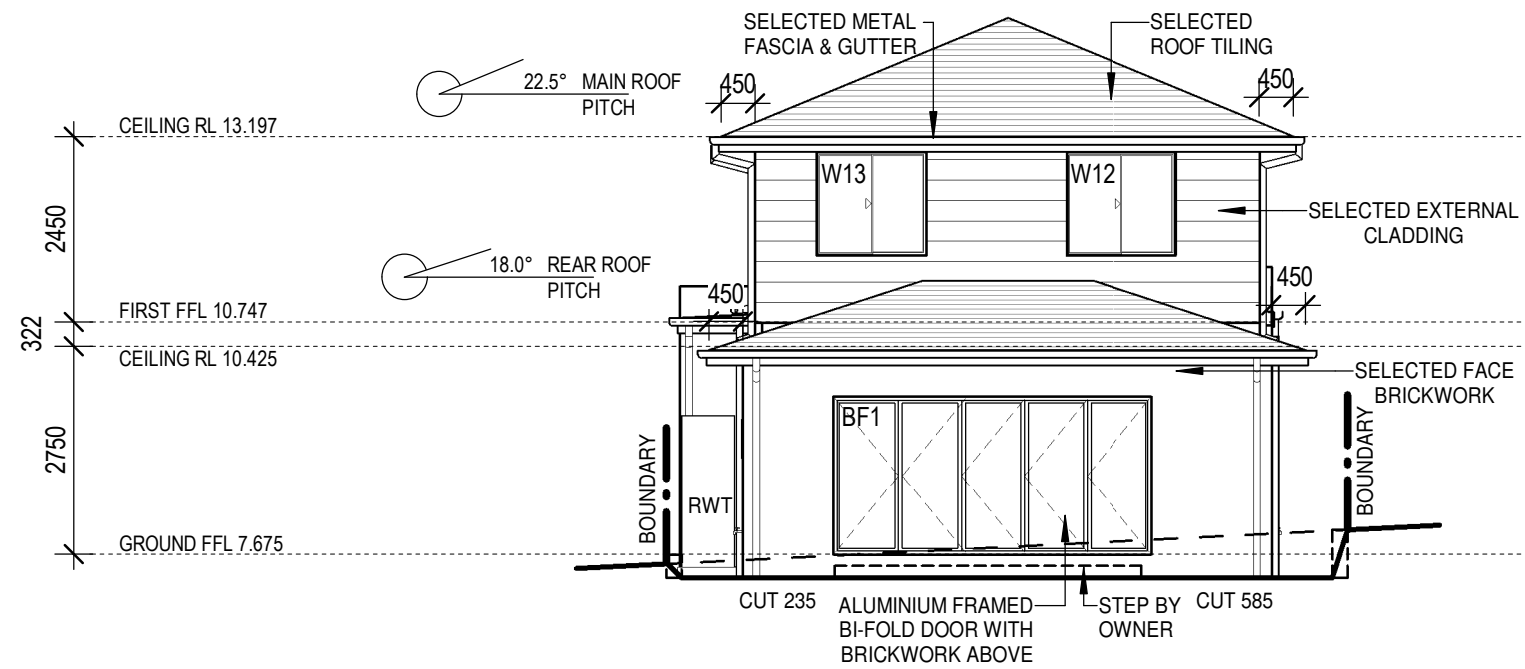 SELECTED METAL
FASCIA & GUTTER
SELECTED
ROOF TILING
22.5° MAIN ROOF
PITCH
450
450
CEILING RL 13.197
W13
W12
2450
SELECTED EXTERNAL
CLADDING
18.0° REAR ROOF
PITCH
450
450
FIRST FFL 10.747
322
CEILING RL 10.425
SELECTED FACE
BRICKWORK
BF1
2750
BOUNDARY
BOUNDARY
RWT
GROUND FFL 7.675
CUT 235
ALUMINIUM FRAMED
BI-FOLD DOOR WITH
BRICKWORK ABOVE
STEP BY
OWNER
CUT 585